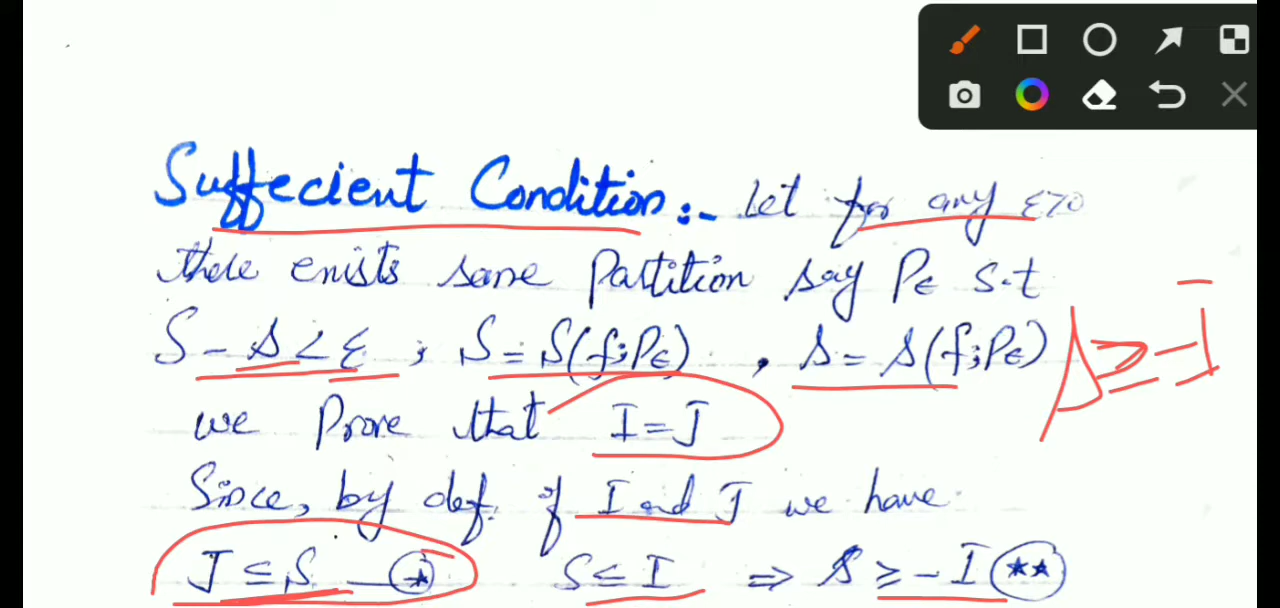 Suffecient Condition :- Let for any ε>0
there exists some Partition say Pϵ s.t
S - s < ε ; S = S(f;Pϵ) , s = s(f;Pϵ)
s ≥ -I
we Prove that I = J
Since, by def. of I and J we have
J ≤ S — ★ s ≤ I ⇒ s ≥ -I ★★